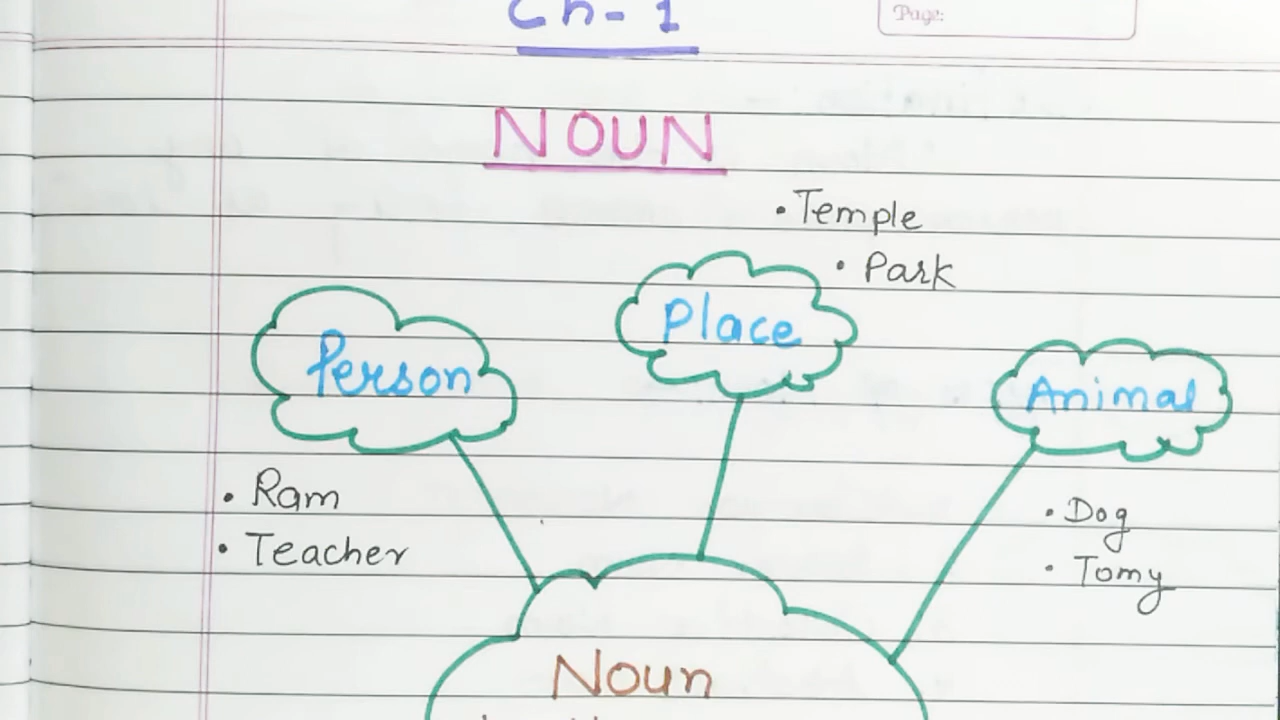 Ch-1
Page:
NOUN
• Temple
• Park
Place
Person
Animal
• Ram
• Teacher
• Dog
• Tomy
Noun